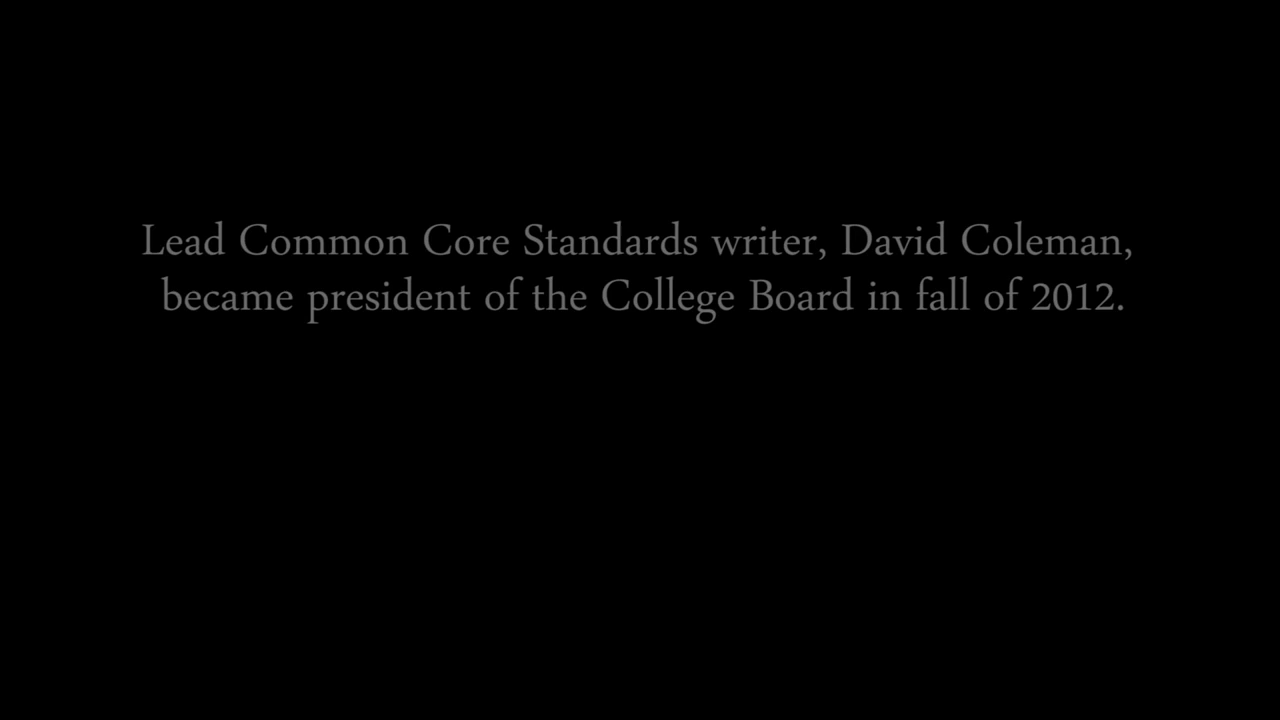 Lead Common Core Standards writer, David Coleman,
became president of the College Board in fall of 2012.